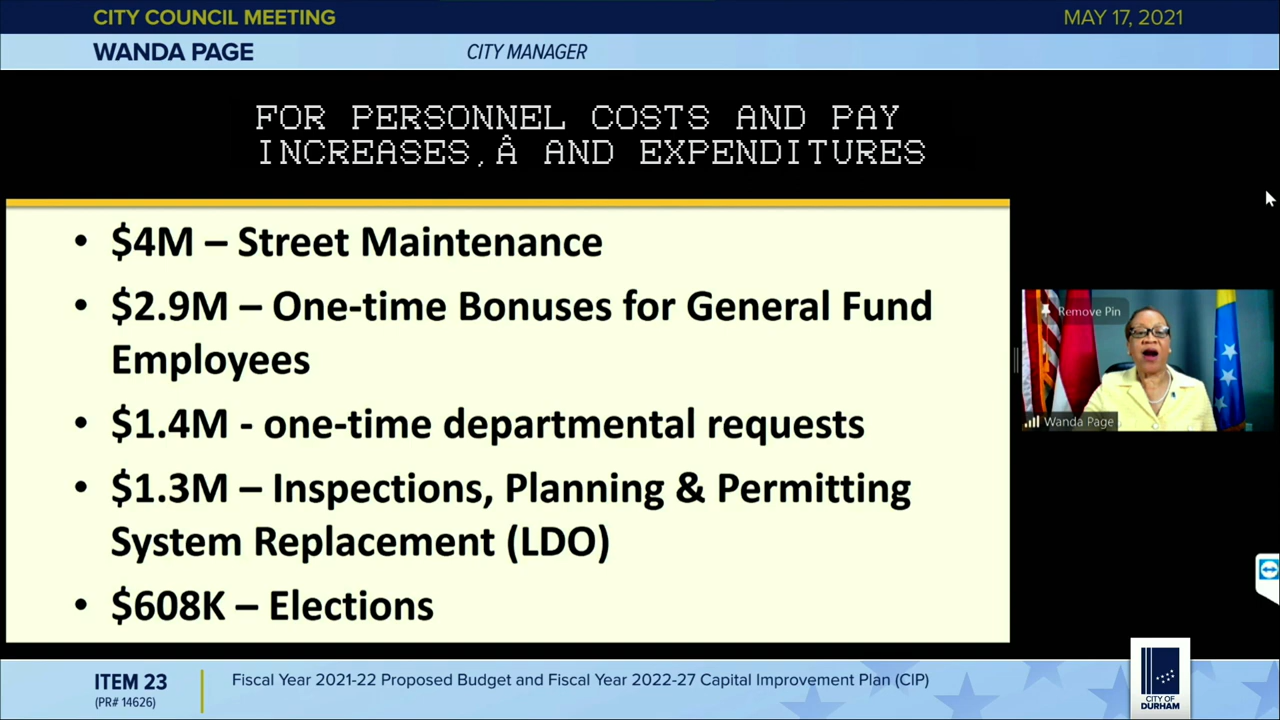 CITY COUNCIL MEETING
MAY 17, 2021
WANDA PAGE
CITY MANAGER
FOR PERSONNEL COSTS AND PAY
INCREASES,Â AND EXPENDITURES
• $4M – Street Maintenance
• $2.9M – One-time Bonuses for General Fund
Employees
• $1.4M - one-time departmental requests
• $1.3M – Inspections, Planning & Permitting
System Replacement (LDO)
• $608K – Elections
Remove Pin
Wanda Page
ITEM 23
(PR# 14626)
Fiscal Year 2021-22 Proposed Budget and Fiscal Year 2022-27 Capital Improvement Plan (CIP)
CITY OF
DURHAM